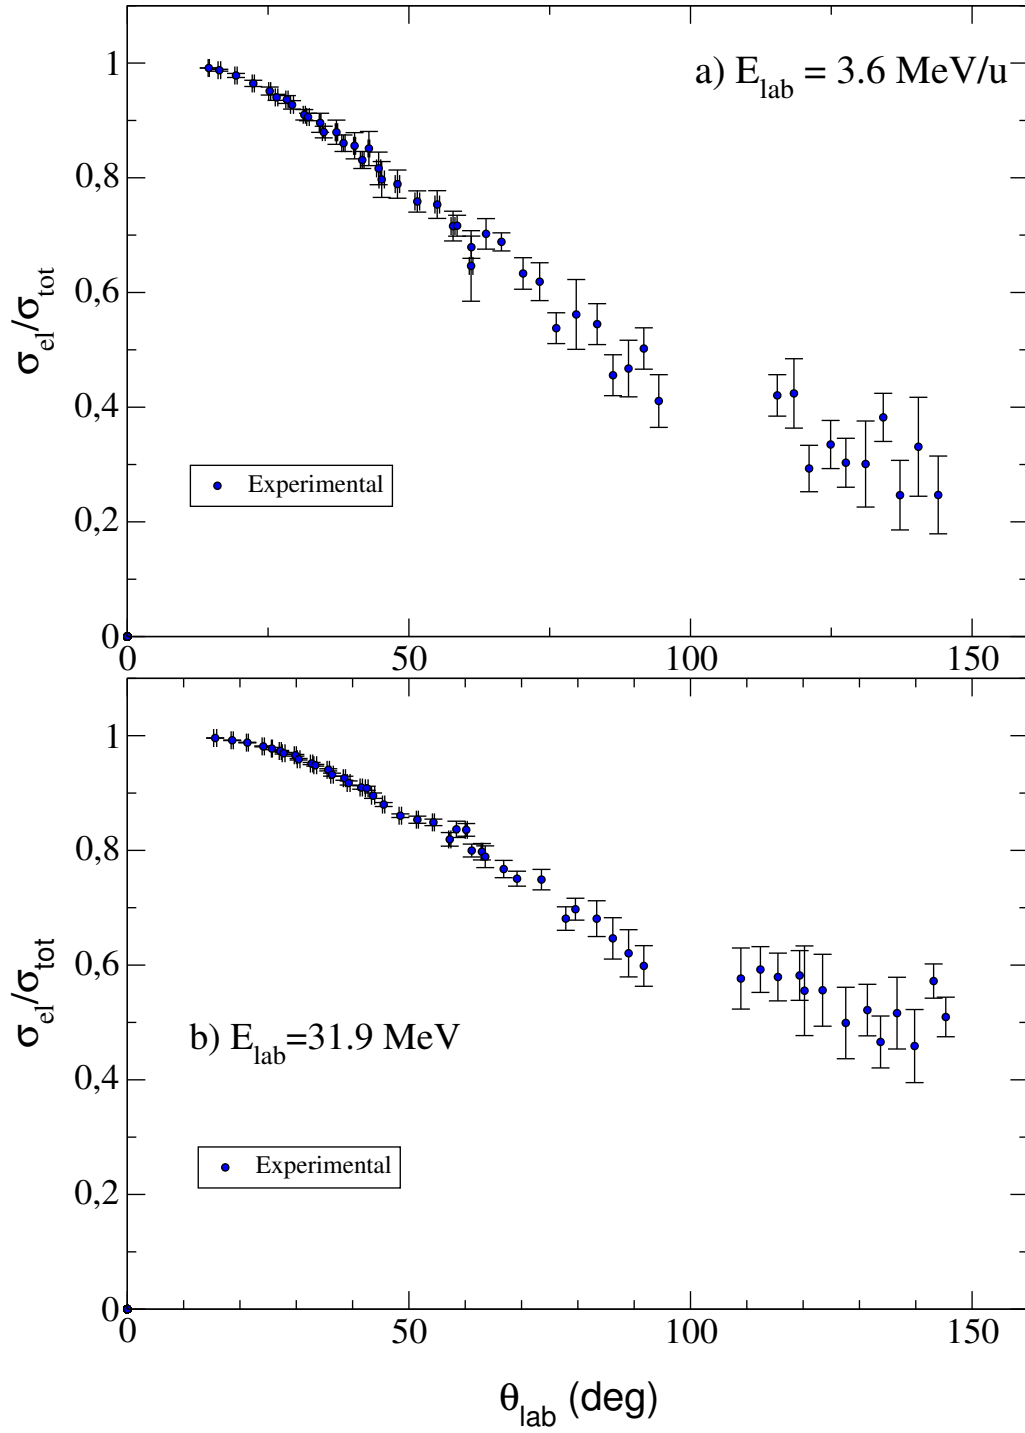 a) E_lab = 3.6 MeV/u
1
0,8
0,6
0,4
0,2
0
σ_el/σ_tot
Experimental
0 50 100 150
1
0,8
0,6
0,4
0,2
0
σ_el/σ_tot
b) E_lab=31.9 MeV
Experimental
0 50 100 150
θ_lab (deg)